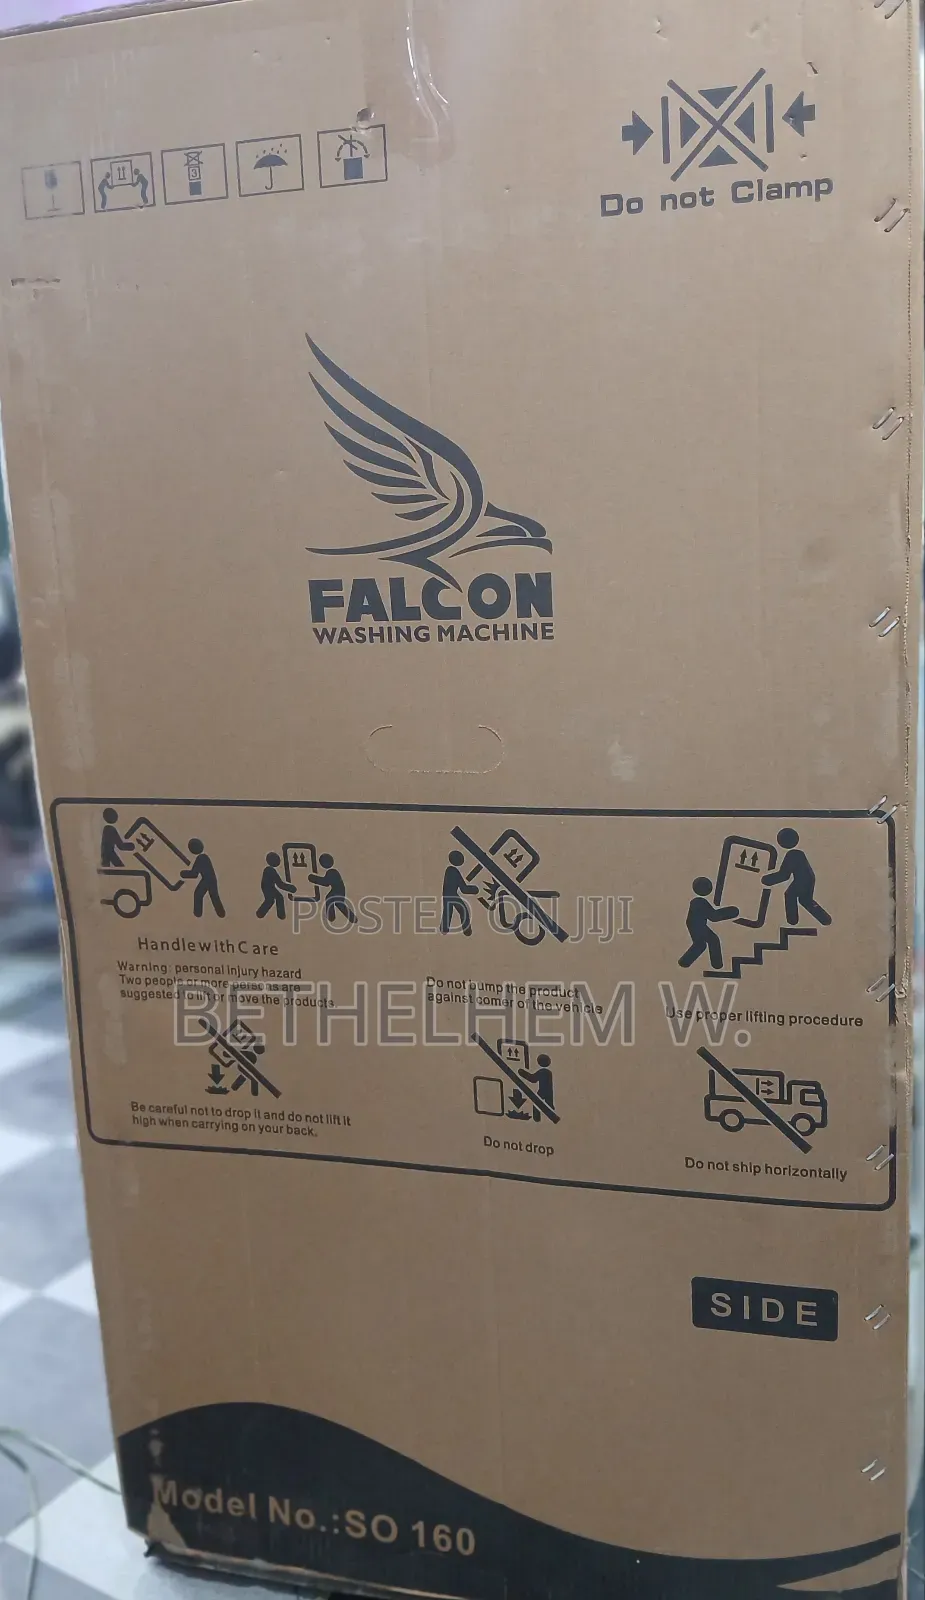 Do not Clamp
FALCON
WASHING MACHINE
Handle with Care
Warning: personal injury hazard
Two people or more persons are
suggested to lift or move the products.
Do not bump the product
against comer of the vehicle
Use proper lifting procedure
POSTED ON JIJI
BETHELHEM W.
Be careful not to drop it and do not lift it
high when carrying on your back.
Do not drop
Do not ship horizontally
SIDE
Model No.:SO 160
3